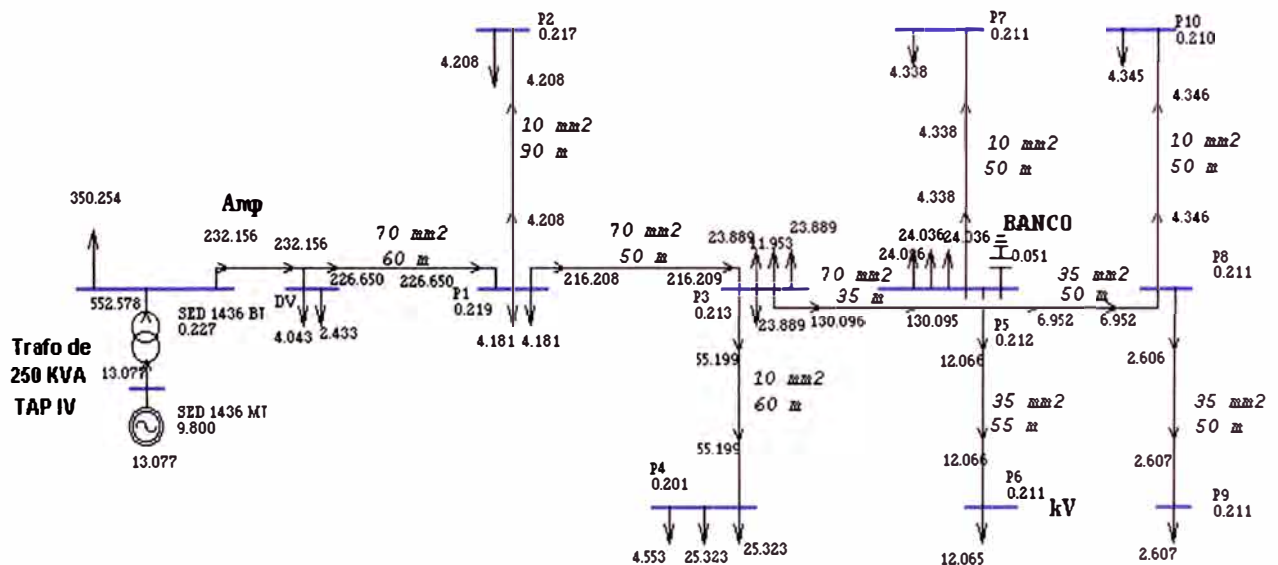 P2
0.217
4.208
4.208
10 mm2
90 m
4.208
P7
0.211
4.338
4.338
10 mm2
50 m
4.338
P10
0.210
4.345
4.346
10 mm2
50 m
4.346
350.254
Amp
232.156
232.156
70 mm2
60 m
226.650
226.650
552.578
SED 1436 BT
0.227
DV
4.043
2.433
P1
0.219
4.181
4.181
70 mm2
50 m
216.208
216.209
23.889
11.953
23.889
P3
0.213
23.889
70 mm2
35 m
130.096
130.095
24.036
24.036
24.036
BANCO
0.051
P5
0.212
35 mm2
50 m
6.952
6.952
P8
0.211
Trafo de
250 KVA
TAP IV
13.077
SED 1436 MT
9.800
13.077
55.199
10 mm2
60 m
55.199
P4
0.201
4.553
25.323
25.323
12.066
35 mm2
55 m
12.066
P6
0.211
kV
12.065
2.606
35 mm2
50 m
2.607
P9
0.211
2.607